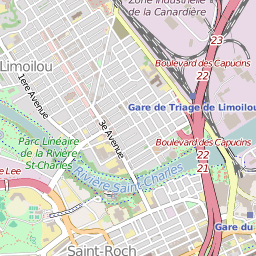 Zone Industrielle
de la Canardière
23
Limoilou
Boulevard des Capucins
22
1ere Avenue
Gare de Triage de Limoilou
3e Avenue
Parc Linéaire
de la Rivière
St-Charles
Boulevard des Capucins
22
21
Lee
Rivière Saint-Charles
Gare du
Saint-Roch